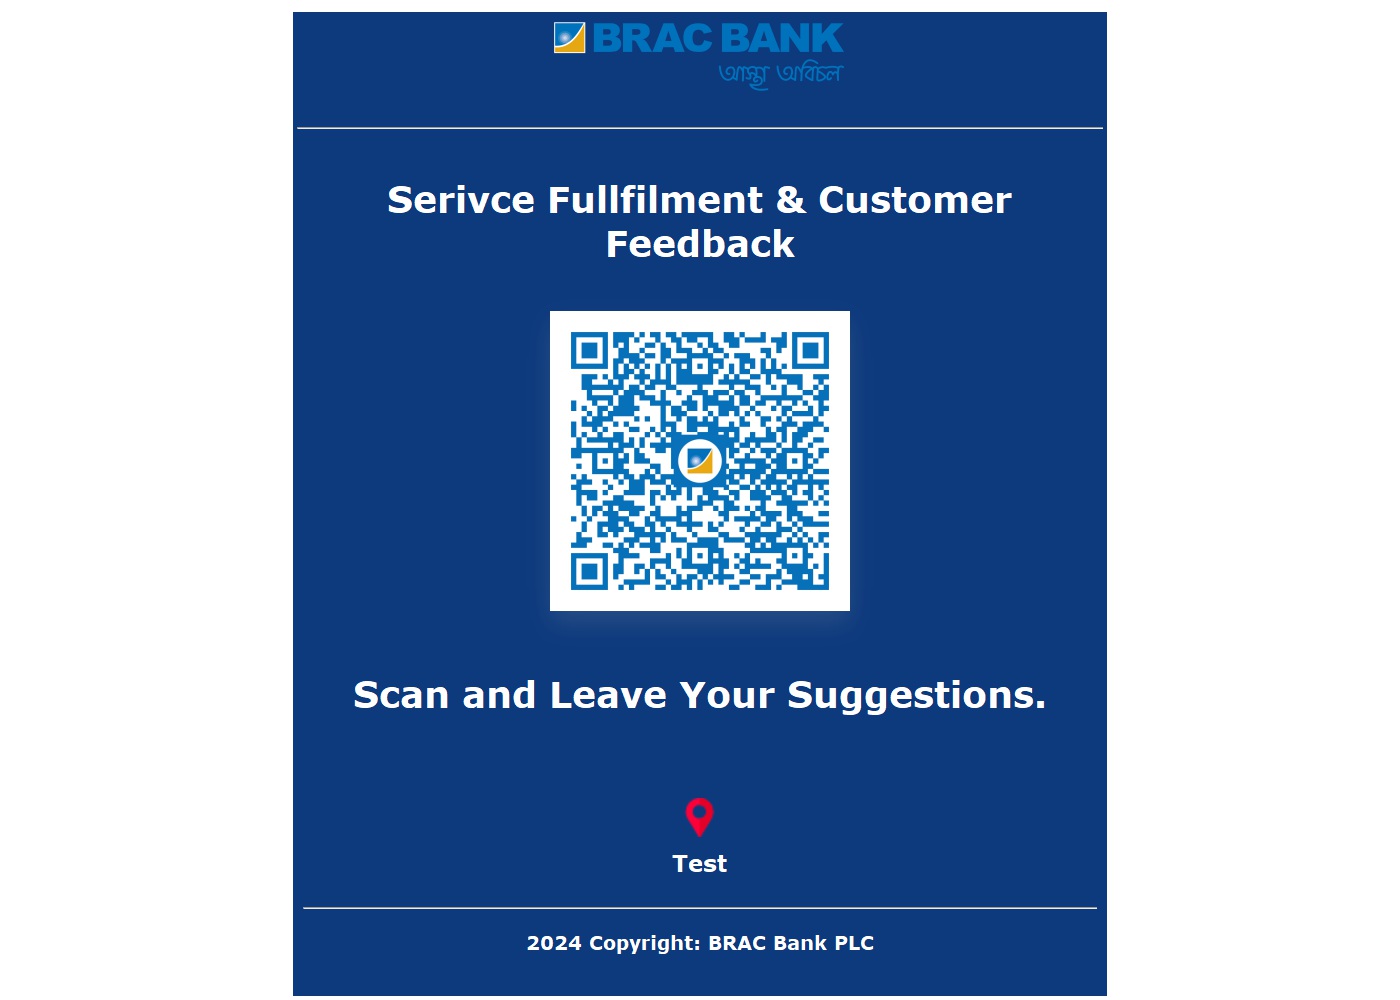 BRAC BANK
আস্থা অবিচল
Serivce Fullfilment & Customer
Feedback
Scan and Leave Your Suggestions.
Test
2024 Copyright: BRAC Bank PLC